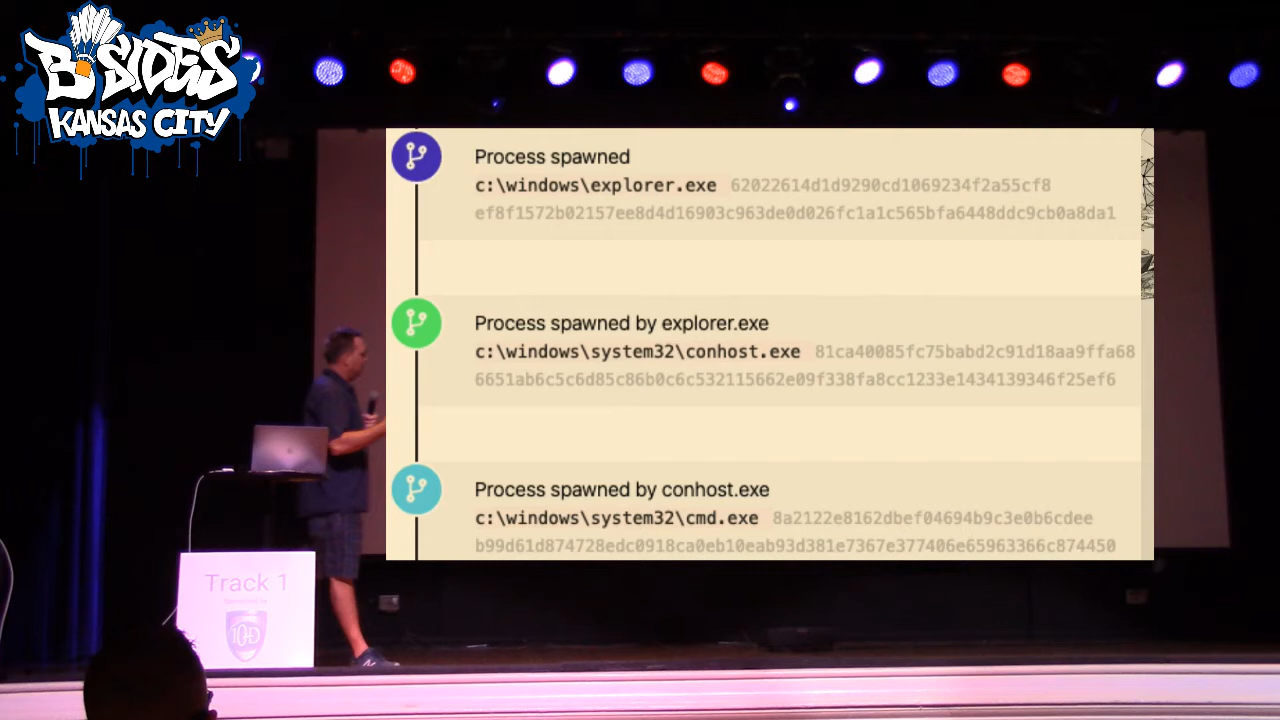 B·SIDES
KANSAS CITY
Process spawned
c:\windows\explorer.exe 62022614d1d9290cd1069234f2a55cf8
ef8f1572b02157ee8d4d16903c963de0d026fc1a1c565bfa6448ddc9cb0a8da1
Process spawned by explorer.exe
c:\windows\system32\conhost.exe 81ca40085fc75babd2c91d18aa9ffa68
6651ab6c5c6d85c86b0c6c532115662e09f338fa8cc1233e1434139346f25ef6
Process spawned by conhost.exe
c:\windows\system32\cmd.exe 8a2122e8162dbef04694b9c3e0b6cdee
b99d61d874728edc0918ca0eb10eab93d381e7367e377406e65963366c874450
Track 1
10-D